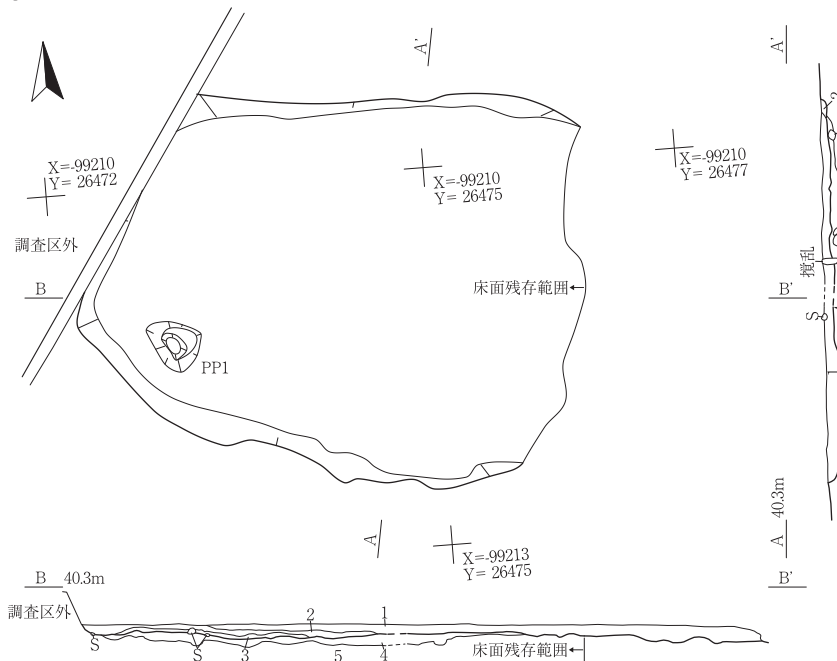 A'
A'
X=-99210
Y= 26472
X=-99210
Y= 26475
X=-99210
Y= 26477
調査区外
B
床面残存範囲
B'
撹乱
S
PP1
A
X=-99213
Y= 26475
A
40.3m
B 40.3m
B'
調査区外
S
S
3
2
5
1
4
床面残存範囲